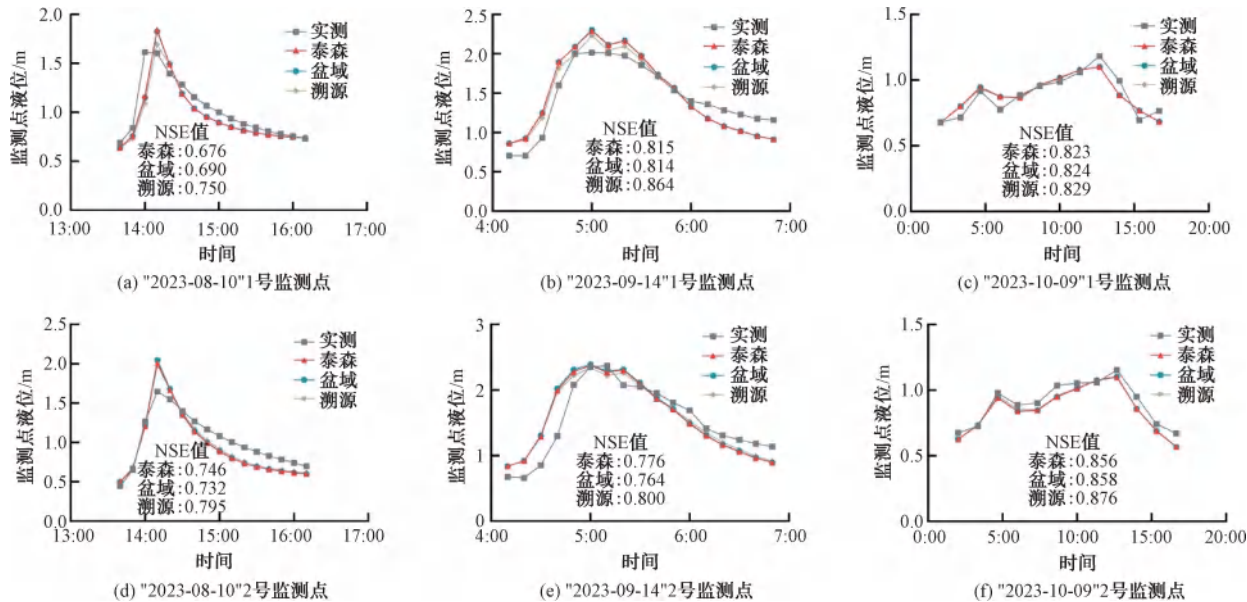 监测点液位/m
2.0
1.5
1.0
0.5
0.0
实测
泰森
盆域
溯源
NSE值
泰森:0.676
盆域:0.690
溯源:0.750
13:00 14:00 15:00 16:00 17:00
时间
(a) "2023-08-10"1号监测点
监测点液位/m
2.5
2.0
1.5
1.0
0.5
0.0
实测
泰森
盆域
溯源
NSE值
泰森:0.815
盆域:0.814
溯源:0.864
4:00 5:00 6:00 7:00
时间
(b) "2023-09-14"1号监测点
监测点液位/m
1.5
1.0
0.5
0.0
实测
泰森
盆域
溯源
NSE值
泰森:0.823
盆域:0.824
溯源:0.829
0:00 5:00 10:00 15:00 20:00
时间
(c) "2023-10-09"1号监测点
监测点液位/m
2.5
2.0
1.5
1.0
0.5
0.0
实测
泰森
盆域
溯源
NSE值
泰森:0.746
盆域:0.732
溯源:0.795
13:00 14:00 15:00 16:00 17:00
时间
(d) "2023-08-10"2号监测点
监测点液位/m
3
2
1
0
实测
泰森
盆域
溯源
NSE值
泰森:0.776
盆域:0.764
溯源:0.800
4:00 5:00 6:00 7:00
时间
(e) "2023-09-14"2号监测点
监测点液位/m
1.5
1.0
0.5
0.0
实测
泰森
盆域
溯源
NSE值
泰森:0.856
盆域:0.858
溯源:0.876
0:00 5:00 10:00 15:00 20:00
时间
(f) "2023-10-09"2号监测点